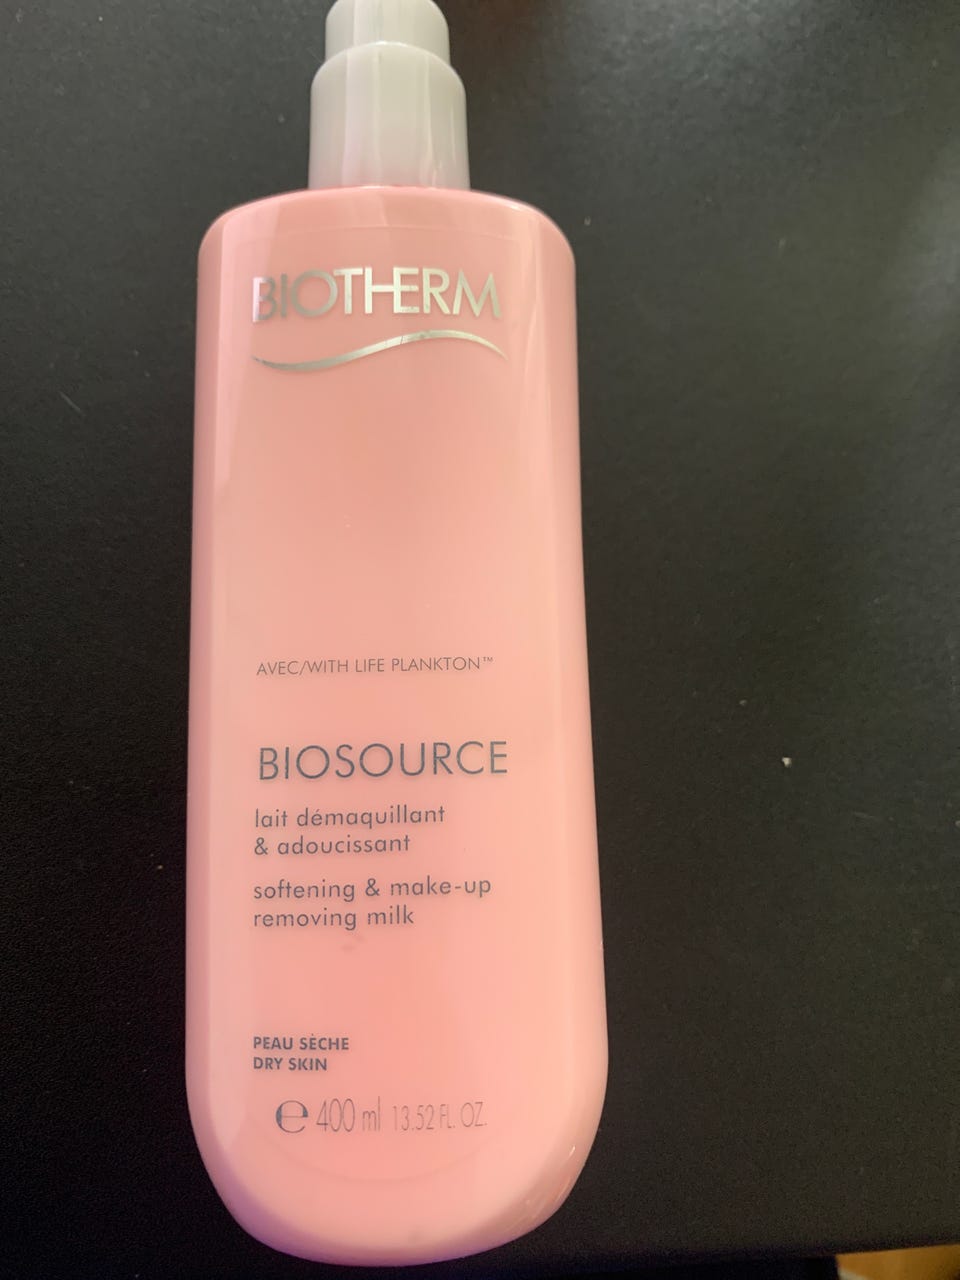 BIOTHERM
AVEC/WITH LIFE PLANKTON™
BIOSOURCE
lait démaquillant
& adoucissant
softening & make-up
removing milk
PEAU SÈCHE
DRY SKIN
℮ 400 ml 13.52 FL. OZ.